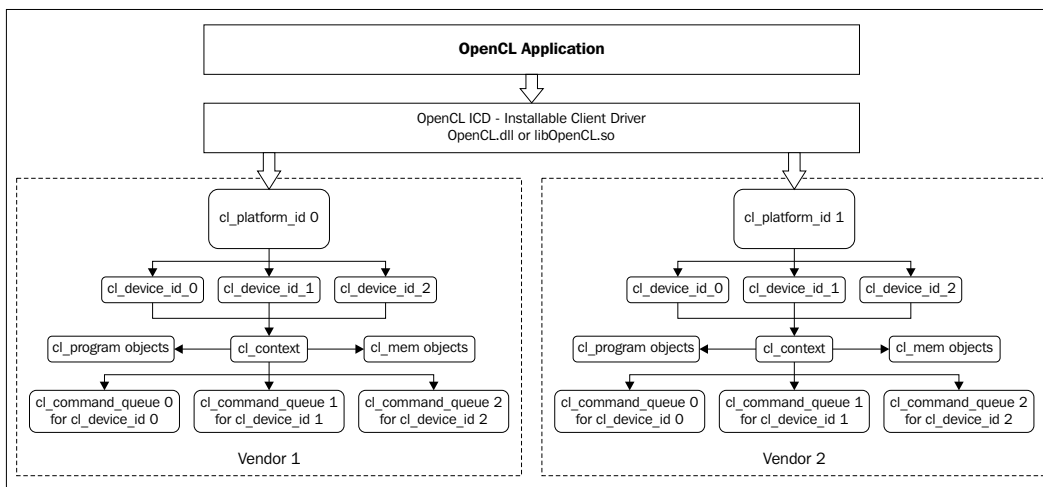 OpenCL Application
OpenCL ICD - Installable Client Driver
OpenCL.dll or libOpenCL.so
cl_platform_id 0
cl_device_id_0
cl_device_id_1
cl_device_id_2
cl_program objects
cl_context
cl_mem objects
cl_command_queue 0
for cl_device_id 0
cl_command_queue 1
for cl_device_id 1
cl_command_queue 2
for cl_device_id 2
Vendor 1
cl_platform_id 1
cl_device_id_0
cl_device_id_1
cl_device_id_2
cl_program objects
cl_context
cl_mem objects
cl_command_queue 0
for cl_device_id 0
cl_command_queue 1
for cl_device_id 1
cl_command_queue 2
for cl_device_id 2
Vendor 2